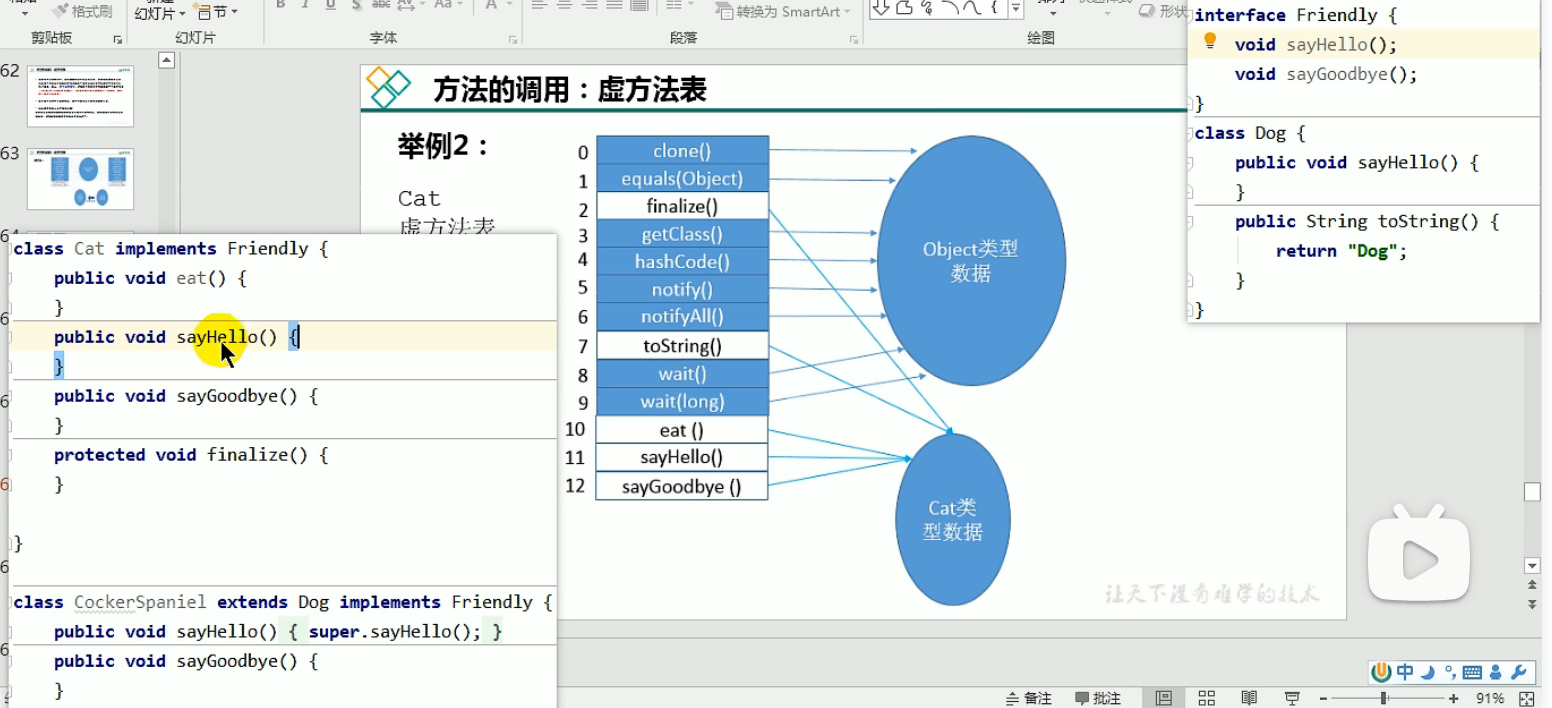 格式刷
幻灯片
节
B I U S abc AV Aa A
转换为 SmartArt
形状
剪贴板
幻灯片
字体
段落
绘图
62
63
64
方法的调用：虚方法表
举例2：
Cat
虚方法表
0 clone()
1 equals(Object)
2 finalize()
3 getClass()
4 hashCode()
5 notify()
6 notifyAll()
7 toString()
8 wait()
9 wait(long)
10 eat ()
11 sayHello()
12 sayGoodbye ()
Object类型
数据
Cat类
型数据
让天下没有难学的技术
interface Friendly {
void sayHello();
void sayGoodbye();
}
class Dog {
public void sayHello() {
}
public String toString() {
return "Dog";
}
}
class Cat implements Friendly {
public void eat() {
}
public void sayHello() {
}
public void sayGoodbye() {
}
protected void finalize() {
}
}
class CockerSpaniel extends Dog implements Friendly {
public void sayHello() { super.sayHello(); }
public void sayGoodbye() {
}
中
备注
批注
91%